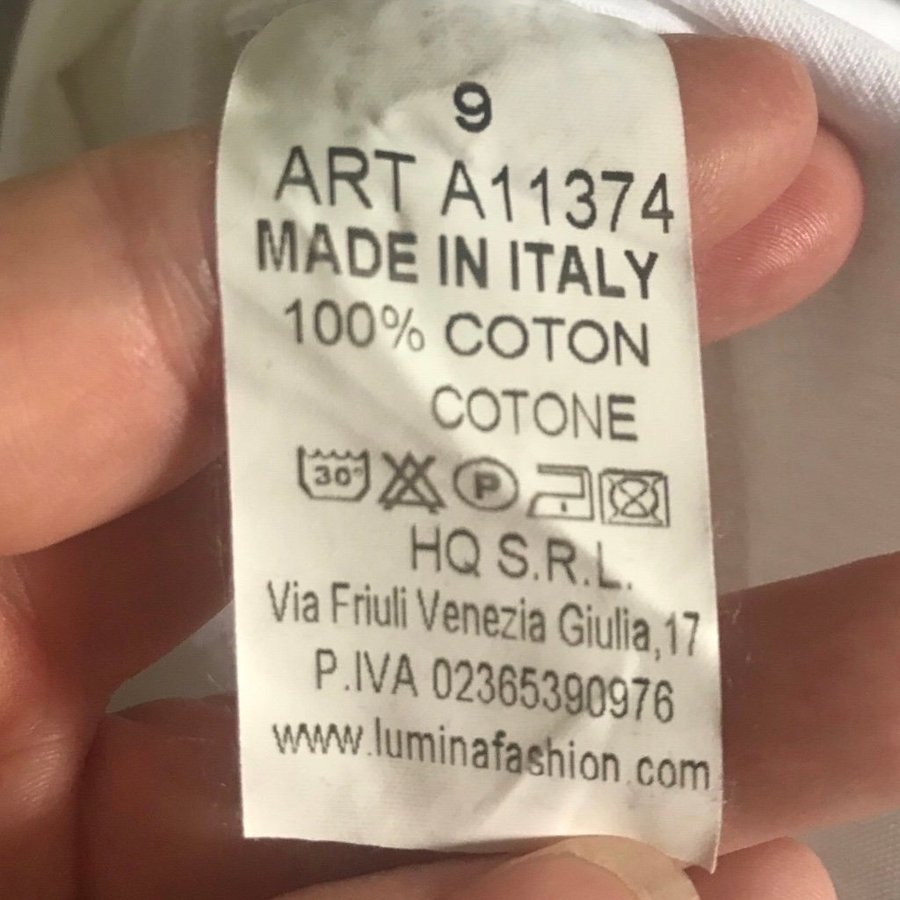 9
ART A11374
MADE IN ITALY
100% COTON
COTONE
30° P
HQ S.R.L.
Via Friuli Venezia Giulia,17
P.IVA 02365390976
www.luminafashion.com